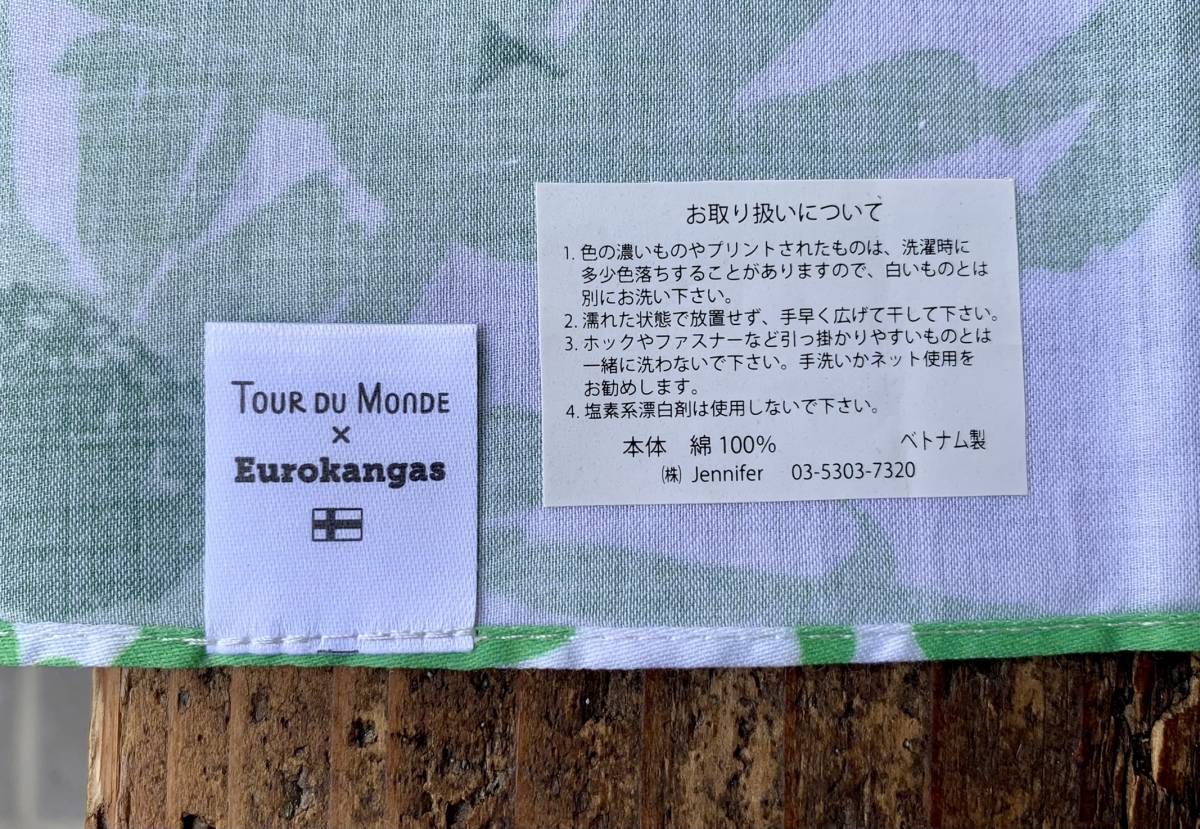 TOUR DU MONDE
×
Eurokangas
お取り扱いについて
1. 色の濃いものやプリントされたものは、洗濯時に
多少色落ちすることがありますので、白いものとは
別にお洗い下さい。
2. 濡れた状態で放置せず、手早く広げて干して下さい。
3. ホックやファスナーなど引っ掛かりやすいものとは
一緒に洗わないで下さい。手洗いかネット使用を
お勧めします。
4. 塩素系漂白剤は使用しないで下さい。
本体 綿100% ベトナム製
㈱ Jennifer 03-5303-7320